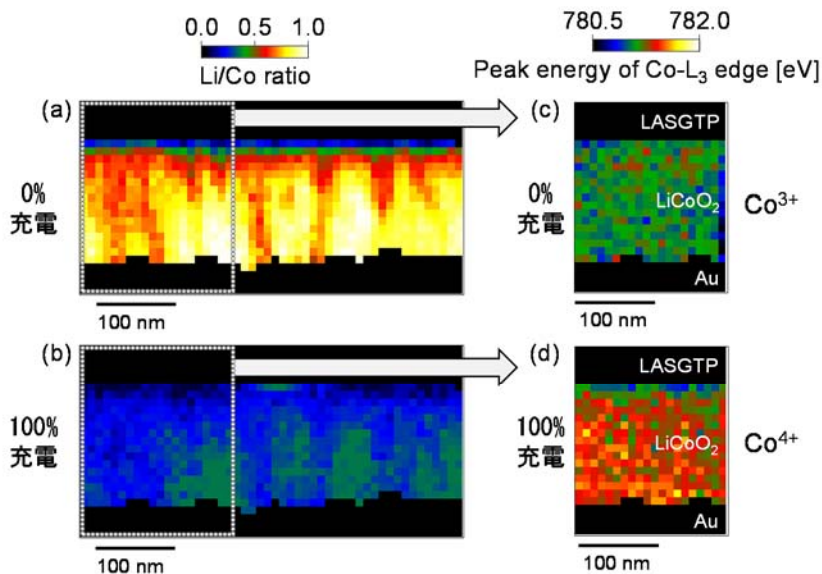 0.0 0.5 1.0
Li/Co ratio
780.5 782.0
Peak energy of Co-L₃ edge [eV]
(a)
0%
充電
100 nm
(c)
0%
充電
LASGTP
LiCoO₂
Au
Co³⁺
100 nm
(b)
100%
充電
100 nm
(d)
100%
充電
LASGTP
LiCoO₂
Au
Co⁴⁺
100 nm